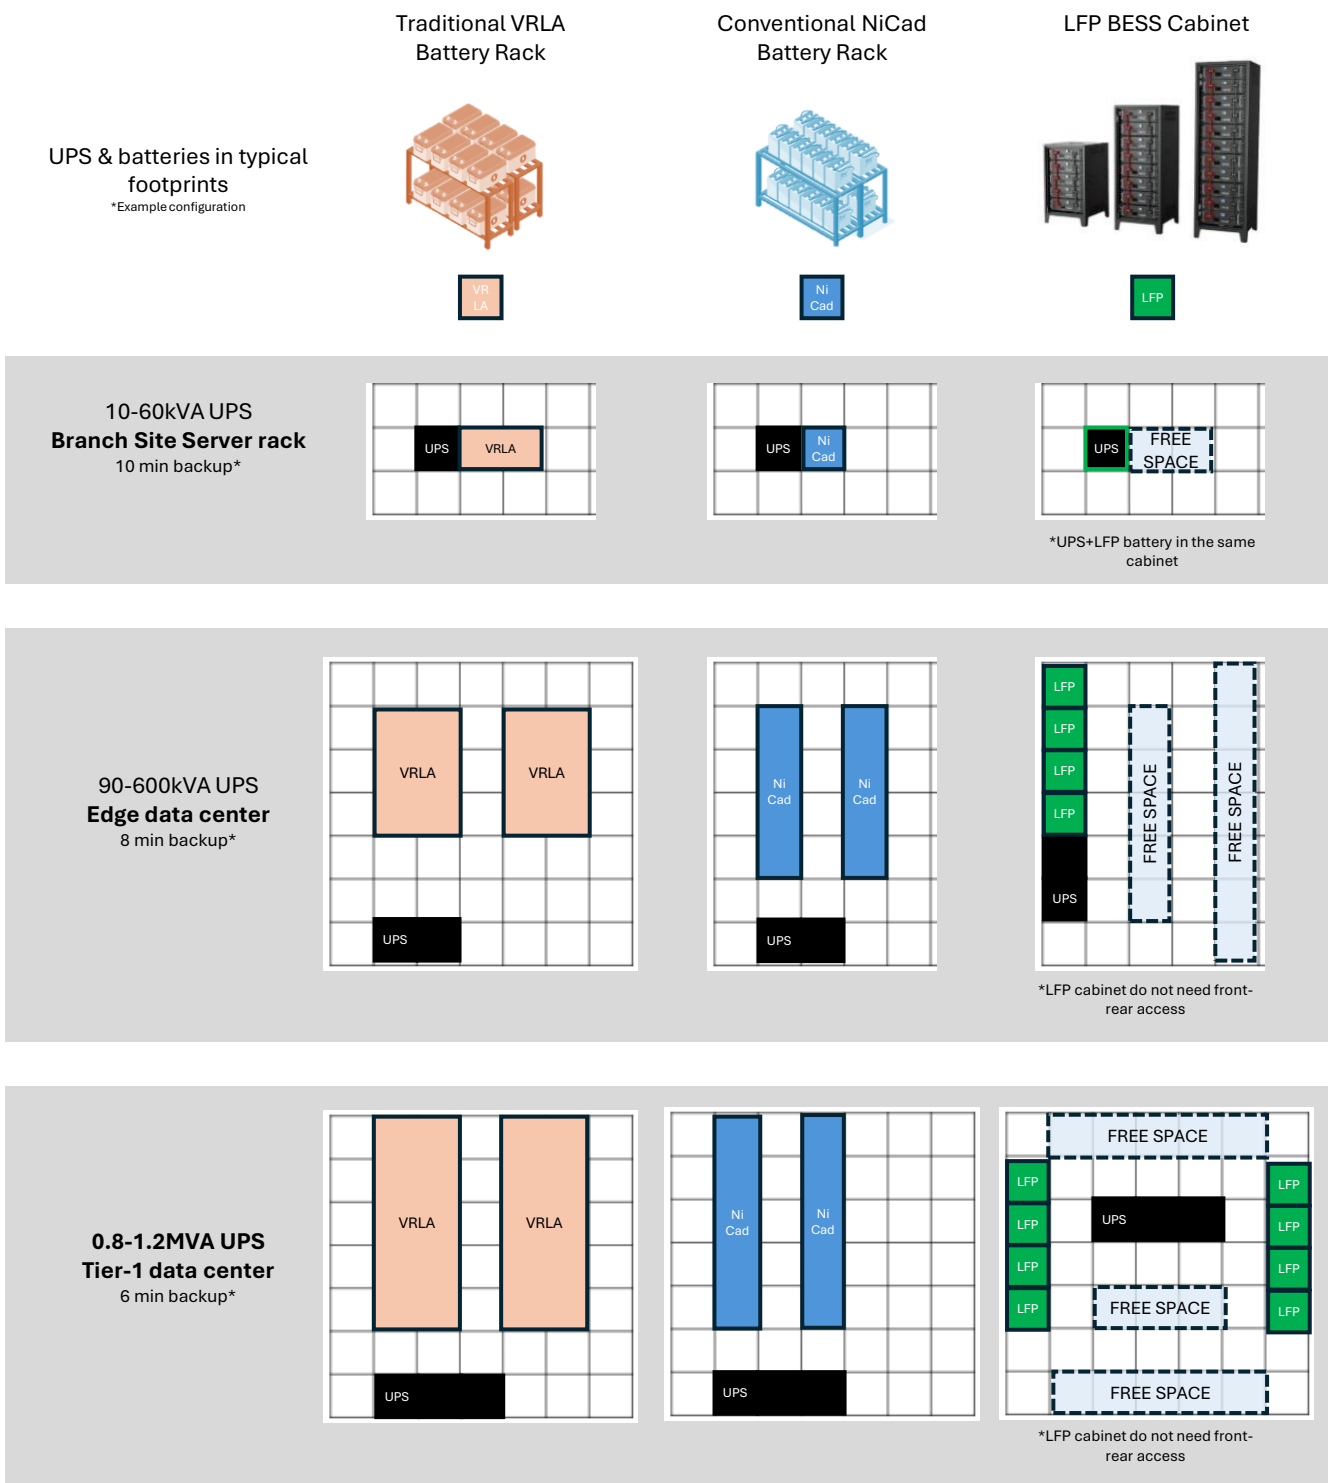 Traditional VRLA
Battery Rack
Conventional NiCad
Battery Rack
LFP BESS Cabinet
UPS & batteries in typical
footprints
*Example configuration
VR
LA
Ni
Cad
LFP
10-60kVA UPS
Branch Site Server rack
10 min backup*
UPS
VRLA
UPS
Ni
Cad
UPS
FREE
SPACE
*UPS+LFP battery in the same
cabinet
90-600kVA UPS
Edge data center
8 min backup*
VRLA
VRLA
UPS
Ni
Cad
Ni
Cad
UPS
LFP
LFP
LFP
LFP
UPS
FREE SPACE
FREE SPACE
*LFP cabinet do not need front-
rear access
0.8-1.2MVA UPS
Tier-1 data center
6 min backup*
VRLA
VRLA
UPS
Ni
Cad
Ni
Cad
UPS
FREE SPACE
LFP
LFP
LFP
LFP
UPS
FREE SPACE
LFP
LFP
LFP
LFP
FREE SPACE
*LFP cabinet do not need front-
rear access